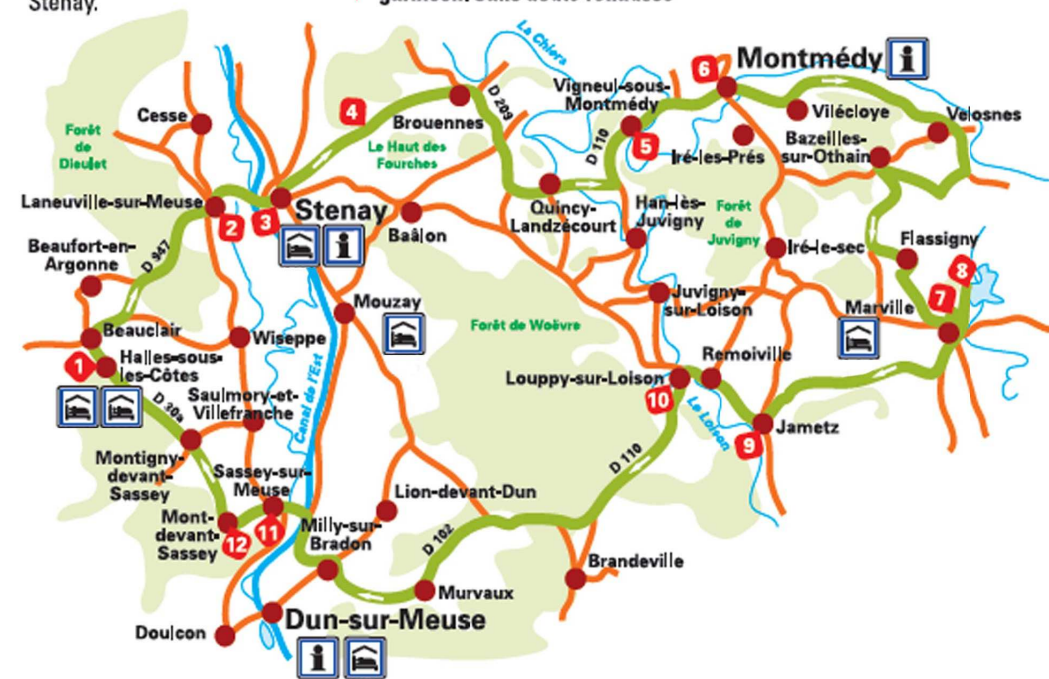 Stenay.
La Chiers
Montmédy
i
6
Vigneul-sous-
Montmédy
4
D 209
Cesse
Brouennes
Vilécloye
Velosnes
Forêt
de
Dieulet
Le Haut des
Fourches
D 110
5
Iré-les-Prés
Bazeilles-
sur-Othain
Laneuville-sur-Meuse
2
3
Stenay
i
Baâlon
Quincy-
Landzécourt
Han-lès-
Juvigny
Forêt
de
Juvigny
Iré-le-sec
Flassigny
8
7
Beaufort-en-
Argonne
D 947
Mouzay
Juvigny-
sur-Loison
Marville
Beauclair
Wiseppe
Forêt de Woëvre
1
Halles-sous-
les-Côtes
Remoiville
Louppy-sur-Loison
10
Saulmory-et-
Villefranche
D 30a
Canal de l'Est
Le Loison
Jametz
9
Montigny-
devant-
Sassey
Sassey-sur-
Meuse
D 110
Lion-devant-Dun
Mont-
devant-
Sassey
12
11
Milly-sur-
Bradon
D 102
Brandeville
Murvaux
Doulcon
Dun-sur-Meuse
i